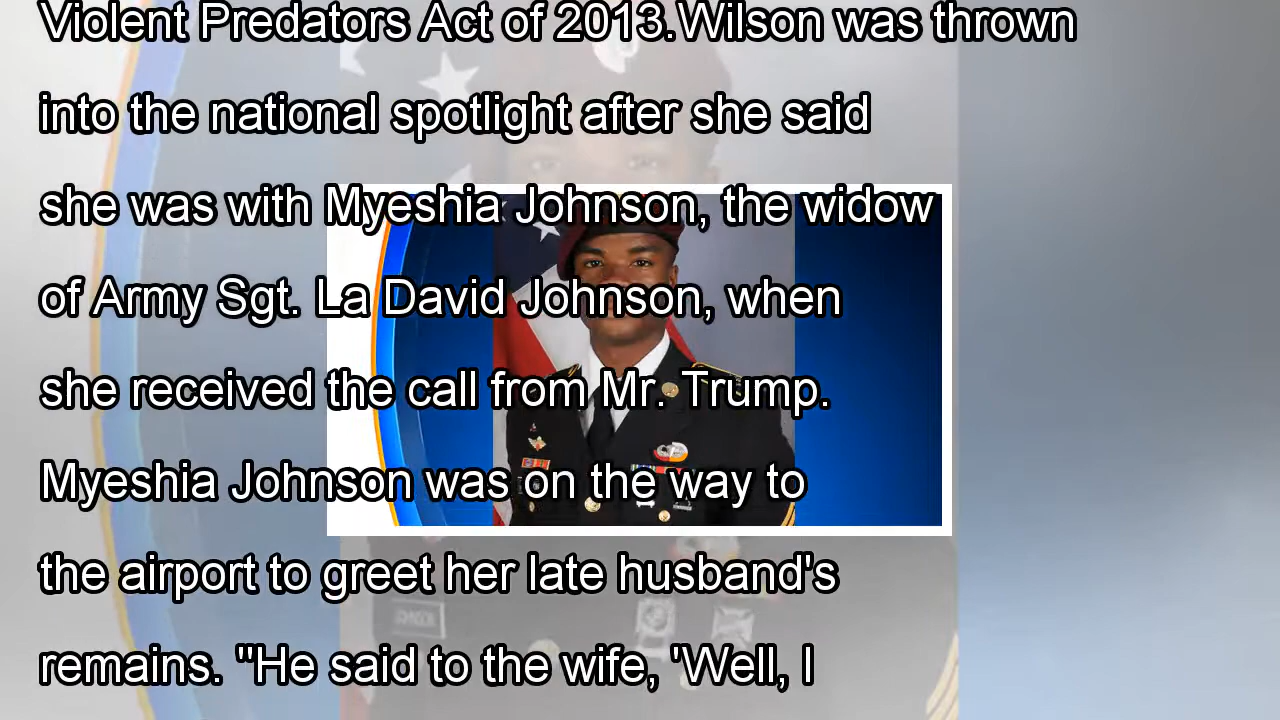 Violent Predators Act of 2013.Wilson was thrown
into the national spotlight after she said
she was with Myeshia Johnson, the widow
of Army Sgt. La David Johnson, when
she received the call from Mr. Trump.
Myeshia Johnson was on the way to
the airport to greet her late husband's
remains. "He said to the wife, 'Well, I